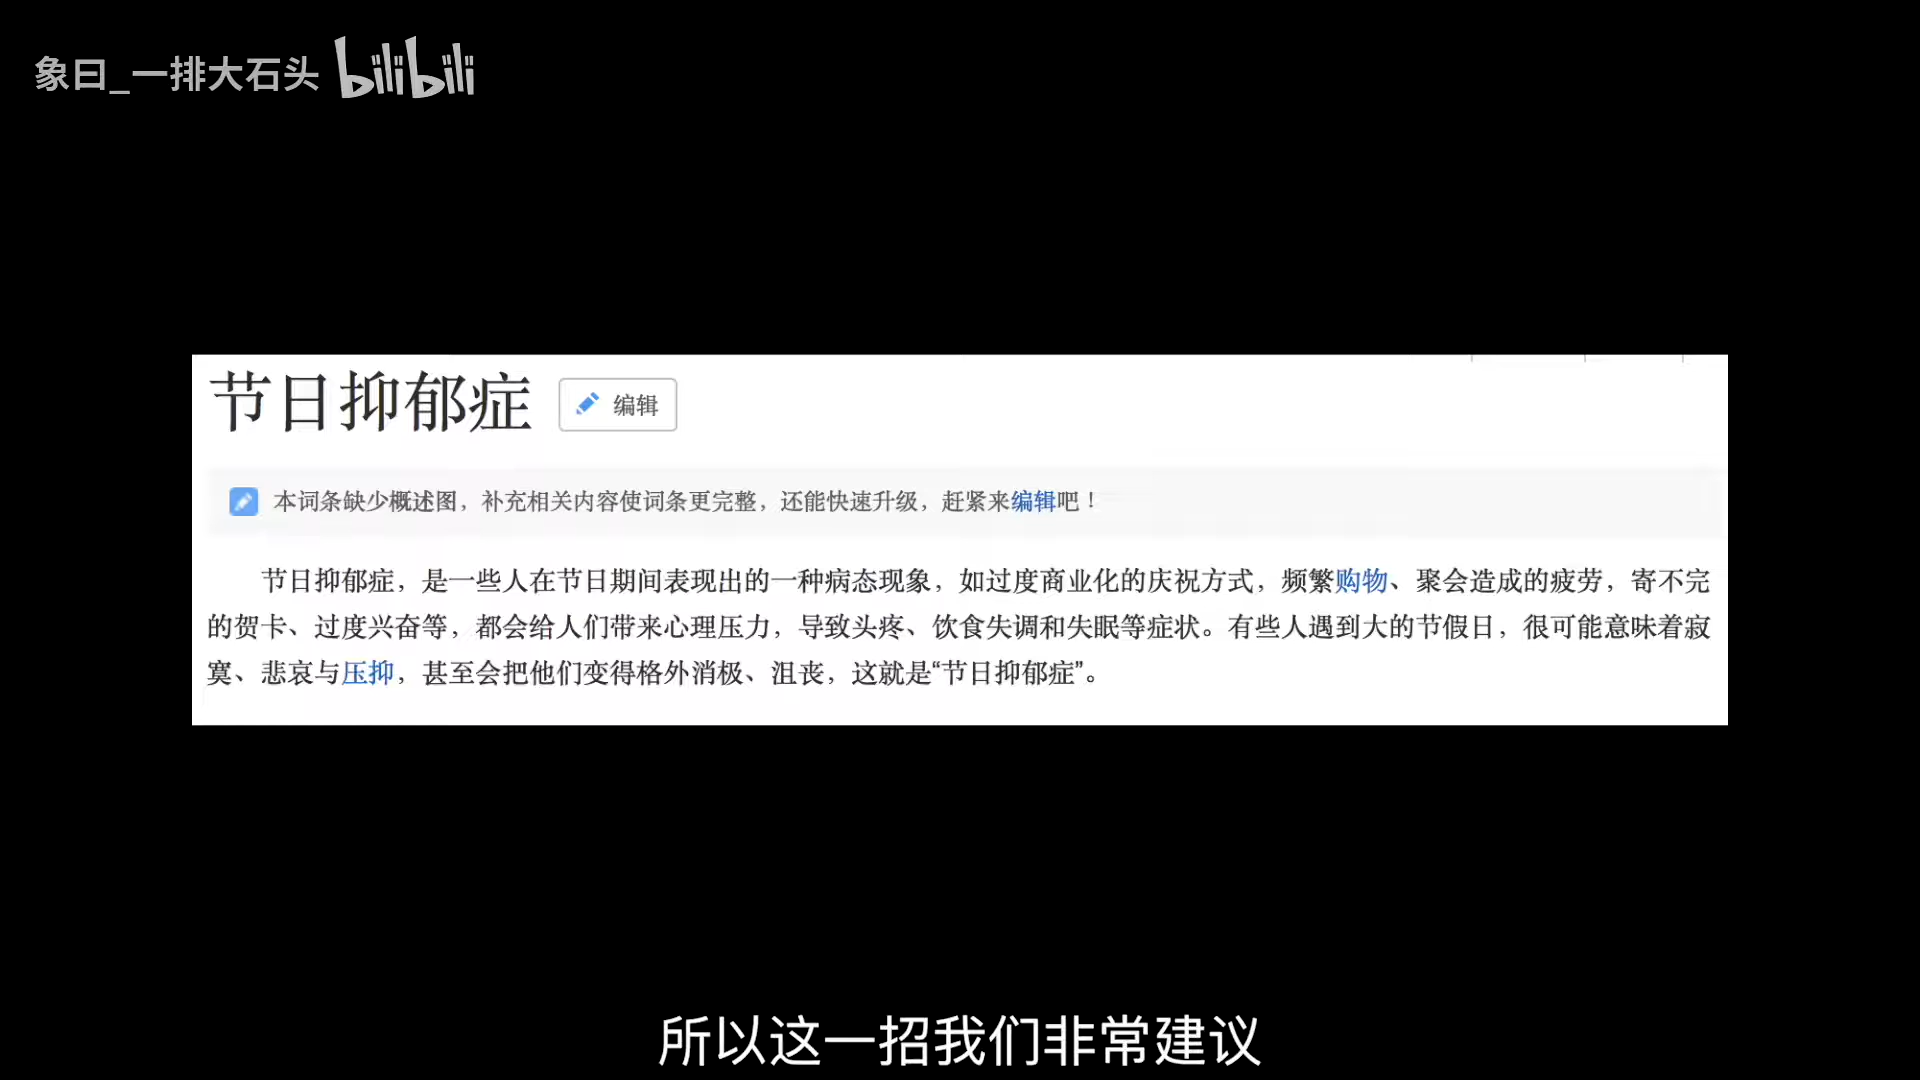 象曰_一排大石头 bilibili
节日抑郁症 编辑
本词条缺少概述图，补充相关内容使词条更完整，还能快速升级，赶紧来编辑吧！
节日抑郁症，是一些人在节日期间表现出的一种病态现象，如过度商业化的庆祝方式，频繁购物、聚会造成的疲劳，寄不完
的贺卡、过度兴奋等，都会给人们带来心理压力，导致头疼、饮食失调和失眠等症状。有些人遇到大的节假日，很可能意味着寂
寞、悲哀与压抑，甚至会把他们变得格外消极、沮丧，这就是“节日抑郁症”。
所以这一招我们非常建议